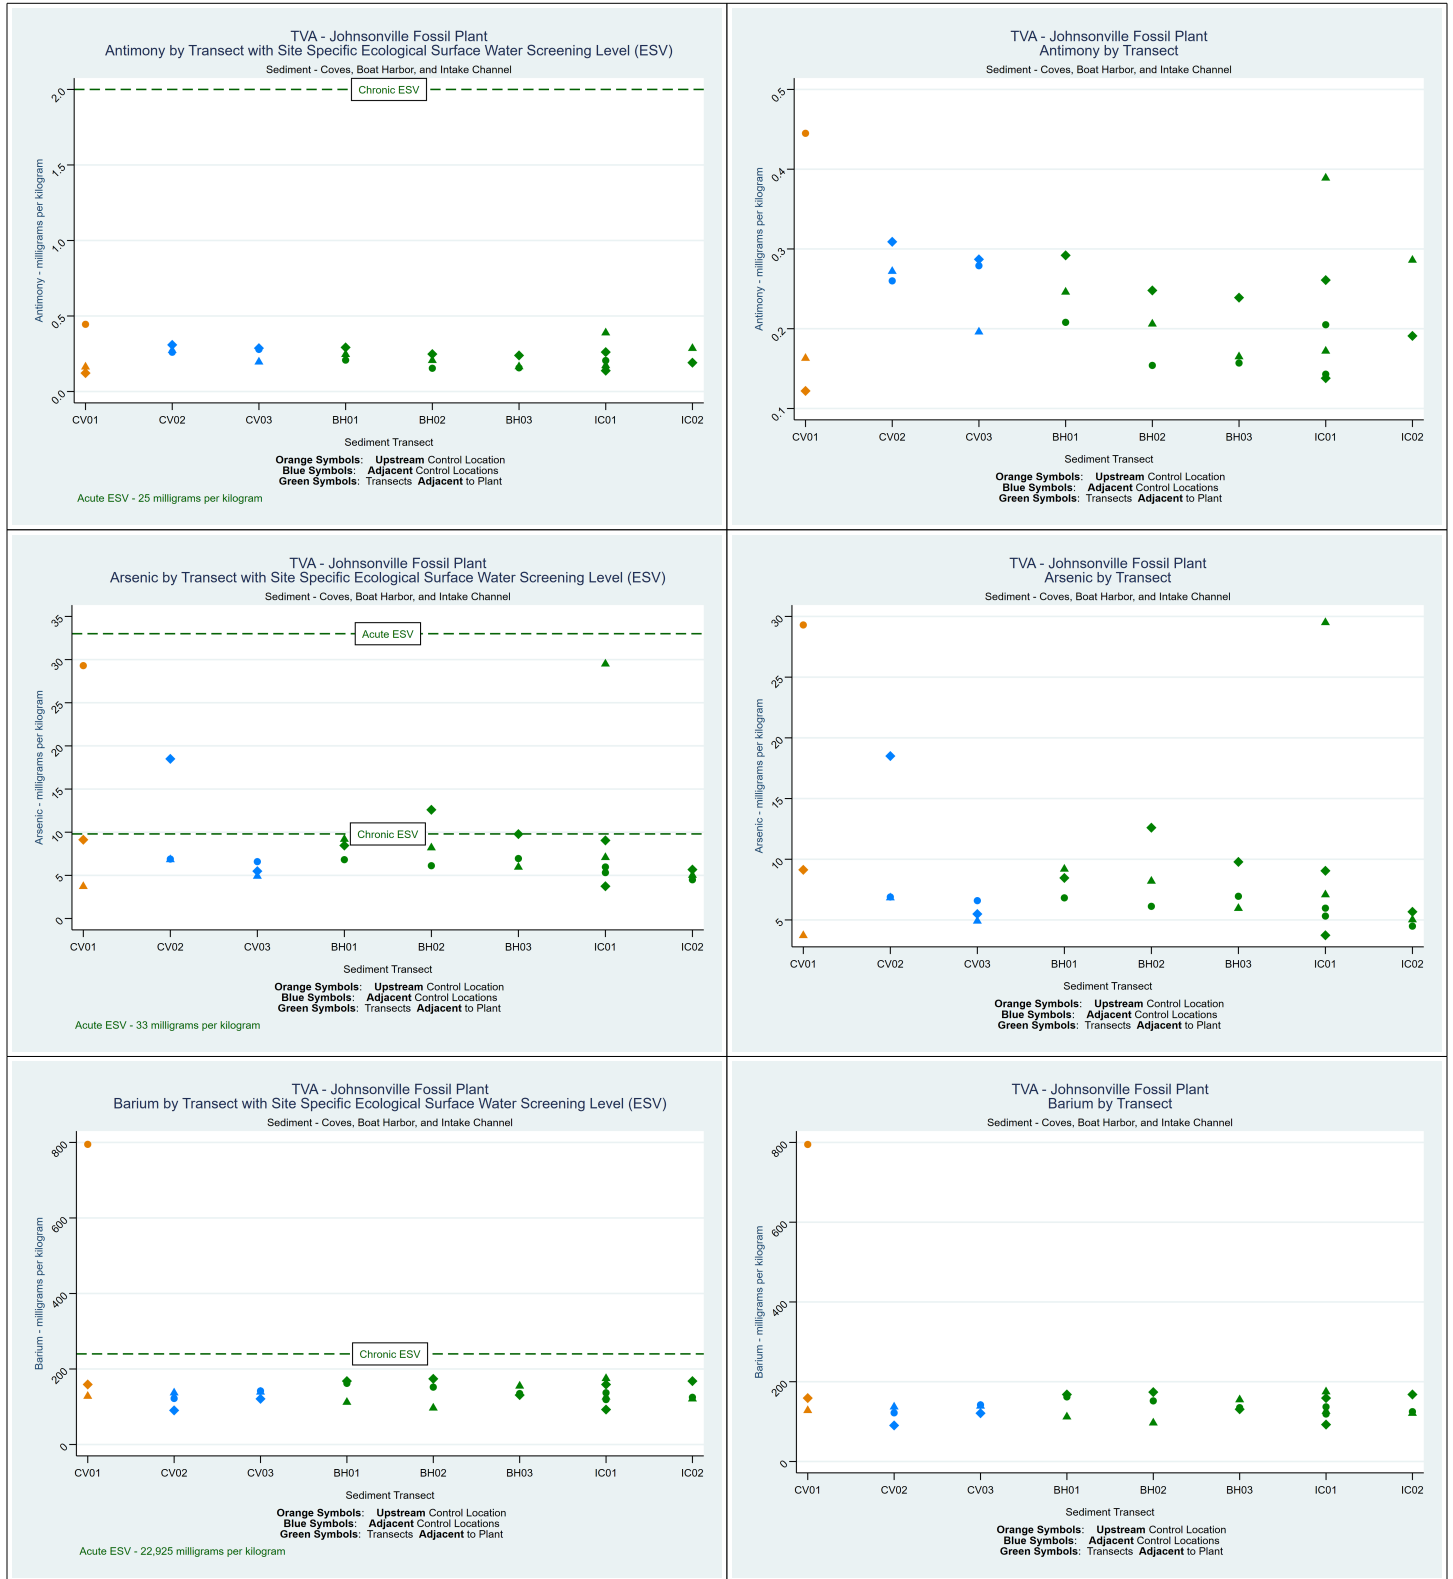 TVA - Johnsonville Fossil Plant
Antimony by Transect with Site Specific Ecological Surface Water Screening Level (ESV)
Sediment - Coves, Boat Harbor, and Intake Channel
Chronic ESV
2.0
1.5
1.0
0.5
0.0
Antimony - milligrams per kilogram
CV01 CV02 CV03 BH01 BH02 BH03 IC01 IC02
Sediment Transect
Orange Symbols: Upstream Control Location
Blue Symbols: Adjacent Control Locations
Green Symbols: Transects Adjacent to Plant
Acute ESV - 25 milligrams per kilogram
TVA - Johnsonville Fossil Plant
Antimony by Transect
Sediment - Coves, Boat Harbor, and Intake Channel
0.5
0.4
0.3
0.2
0.1
Antimony - milligrams per kilogram
CV01 CV02 CV03 BH01 BH02 BH03 IC01 IC02
Sediment Transect
Orange Symbols: Upstream Control Location
Blue Symbols: Adjacent Control Locations
Green Symbols: Transects Adjacent to Plant
TVA - Johnsonville Fossil Plant
Arsenic by Transect with Site Specific Ecological Surface Water Screening Level (ESV)
Sediment - Coves, Boat Harbor, and Intake Channel
Acute ESV
Chronic ESV
35
30
25
20
15
10
5
0
Arsenic - milligrams per kilogram
CV01 CV02 CV03 BH01 BH02 BH03 IC01 IC02
Sediment Transect
Orange Symbols: Upstream Control Location
Blue Symbols: Adjacent Control Locations
Green Symbols: Transects Adjacent to Plant
Acute ESV - 33 milligrams per kilogram
TVA - Johnsonville Fossil Plant
Arsenic by Transect
Sediment - Coves, Boat Harbor, and Intake Channel
30
25
20
15
10
5
Arsenic - milligrams per kilogram
CV01 CV02 CV03 BH01 BH02 BH03 IC01 IC02
Sediment Transect
Orange Symbols: Upstream Control Location
Blue Symbols: Adjacent Control Locations
Green Symbols: Transects Adjacent to Plant
TVA - Johnsonville Fossil Plant
Barium by Transect with Site Specific Ecological Surface Water Screening Level (ESV)
Sediment - Coves, Boat Harbor, and Intake Channel
Chronic ESV
800
600
400
200
0
Barium - milligrams per kilogram
CV01 CV02 CV03 BH01 BH02 BH03 IC01 IC02
Sediment Transect
Orange Symbols: Upstream Control Location
Blue Symbols: Adjacent Control Locations
Green Symbols: Transects Adjacent to Plant
Acute ESV - 22,925 milligrams per kilogram
TVA - Johnsonville Fossil Plant
Barium by Transect
Sediment - Coves, Boat Harbor, and Intake Channel
800
600
400
200
0
Barium - milligrams per kilogram
CV01 CV02 CV03 BH01 BH02 BH03 IC01 IC02
Sediment Transect
Orange Symbols: Upstream Control Location
Blue Symbols: Adjacent Control Locations
Green Symbols: Transects Adjacent to Plant